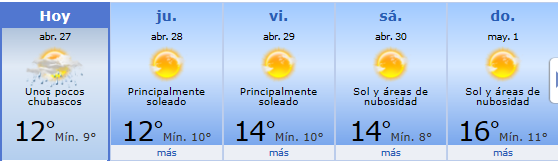 Hoy
abr. 27
Unos pocos
chubascos
12° Mín. 9°
ju.
abr. 28
Principalmente
soleado
12° Mín. 10°
más
vi.
abr. 29
Principalmente
soleado
14° Mín. 10°
más
sá.
abr. 30
Sol y áreas de
nubosidad
14° Mín. 8°
más
do.
may. 1
Sol y áreas de
nubosidad
16° Mín. 11°
más